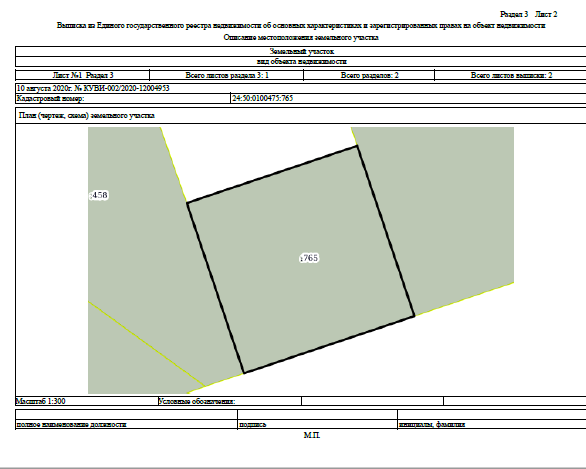 Раздел 3 Лист 2
Выписка из Единого государственного реестра недвижимости об основных характеристиках и зарегистрированных правах на объект недвижимости
Описание местоположения земельного участка
Земельный участок
вид объекта недвижимости
Лист №1 Раздел 3 Всего листов раздела 3: 1 Всего разделов: 2 Всего листов выписки: 2
10 августа 2020г. № КУВИ-002/2020-12004953
Кадастровый номер: 24:50:0100475:765
План (чертеж, схема) земельного участка
:458
:765
Масштаб 1:300 Условные обозначения:
полное наименование должности подпись инициалы, фамилия
М.П.